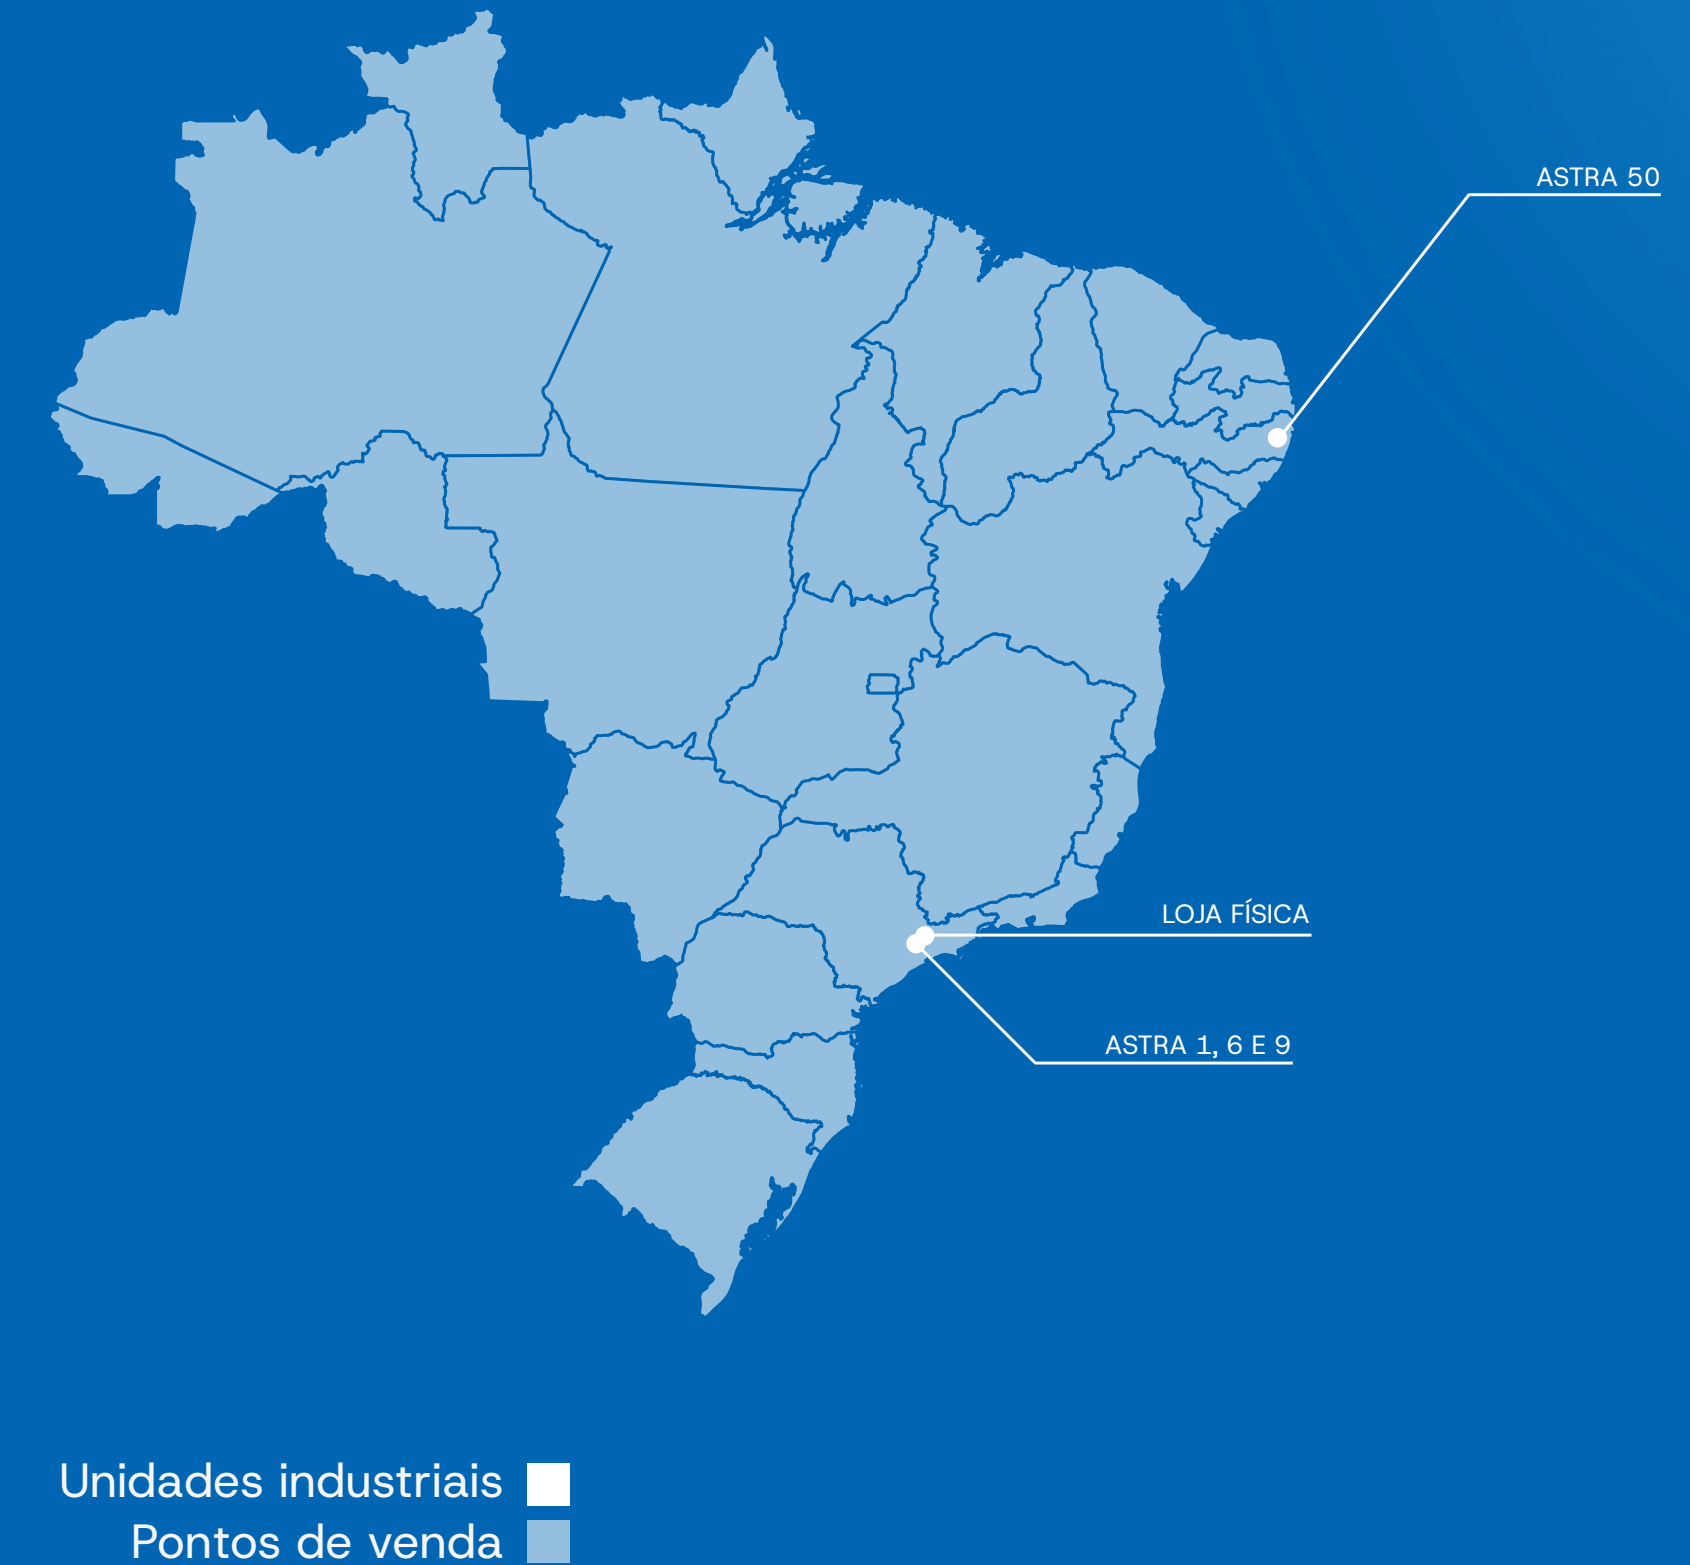 ASTRA 50
LOJA FÍSICA
ASTRA 1, 6 E 9
Unidades industriais
Pontos de venda